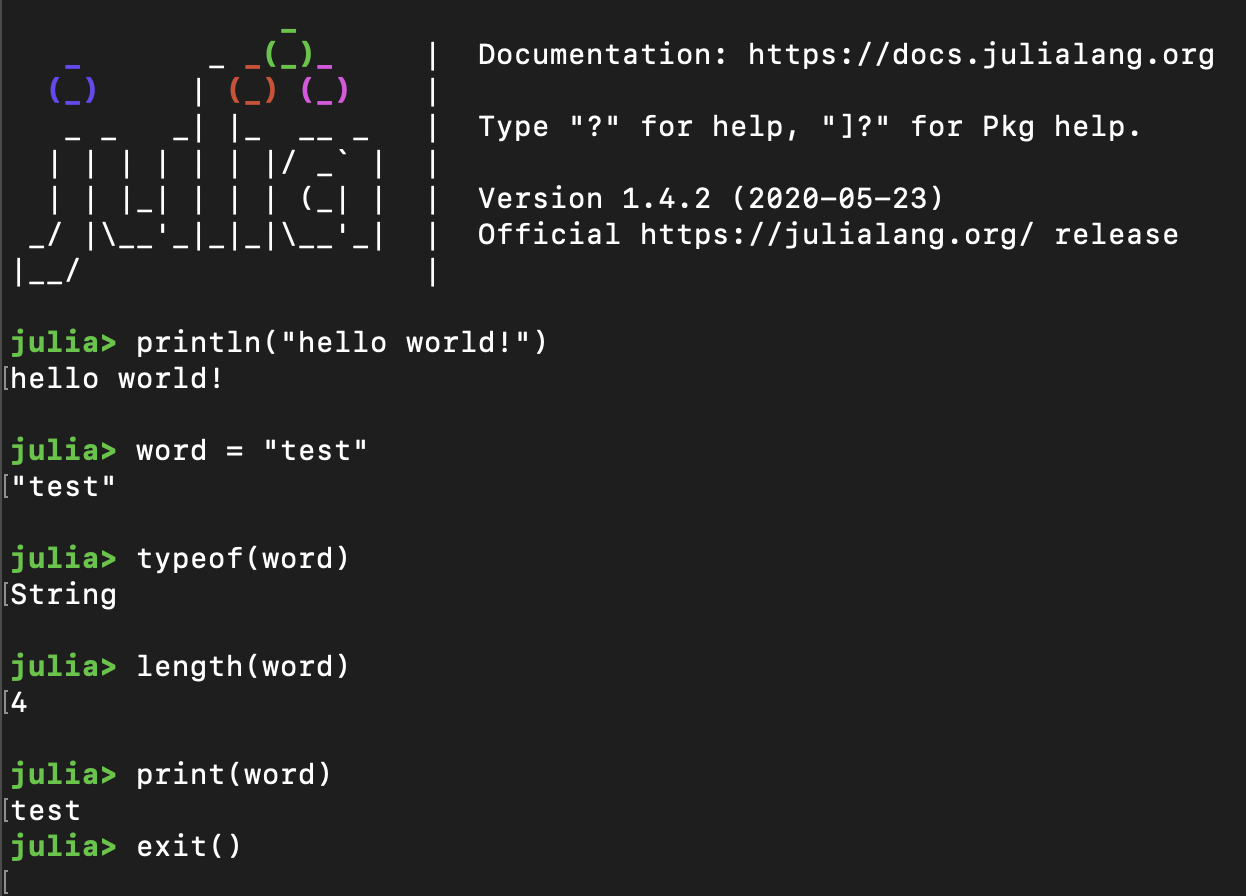 _
   _       _ _(_)_     |  Documentation: https://docs.julialang.org
  (_)     | (_) (_)    |
   _ _   _| |_  __ _   |  Type "?" for help, "]?" for Pkg help.
  | | | | | | |/ _` |  |
  | | |_| | | | (_| |  |  Version 1.4.2 (2020-05-23)
 _/ |\__'_|_|_|\__'_|  |  Official https://julialang.org/ release
|__/                   |
julia> println("hello world!")
hello world!
julia> word = "test"
"test"
julia> typeof(word)
String
julia> length(word)
4
julia> print(word)
test
julia> exit()